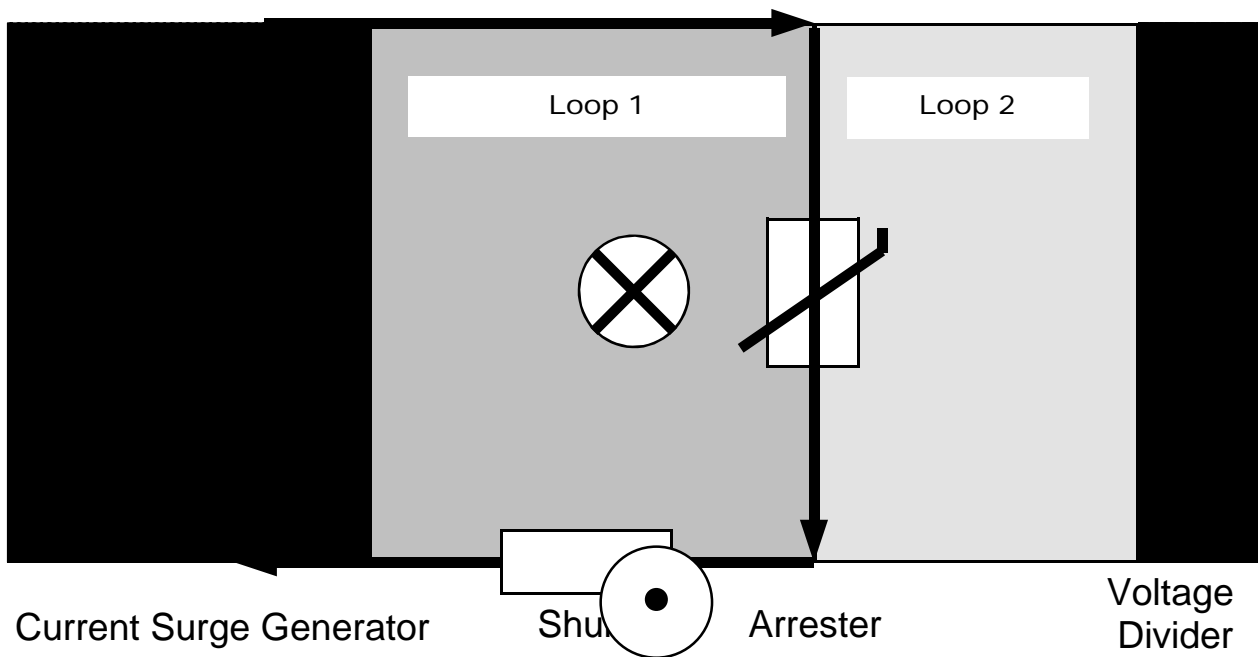 Loop 1
Loop 2
Current Surge Generator
Arrester
Voltage
Divider